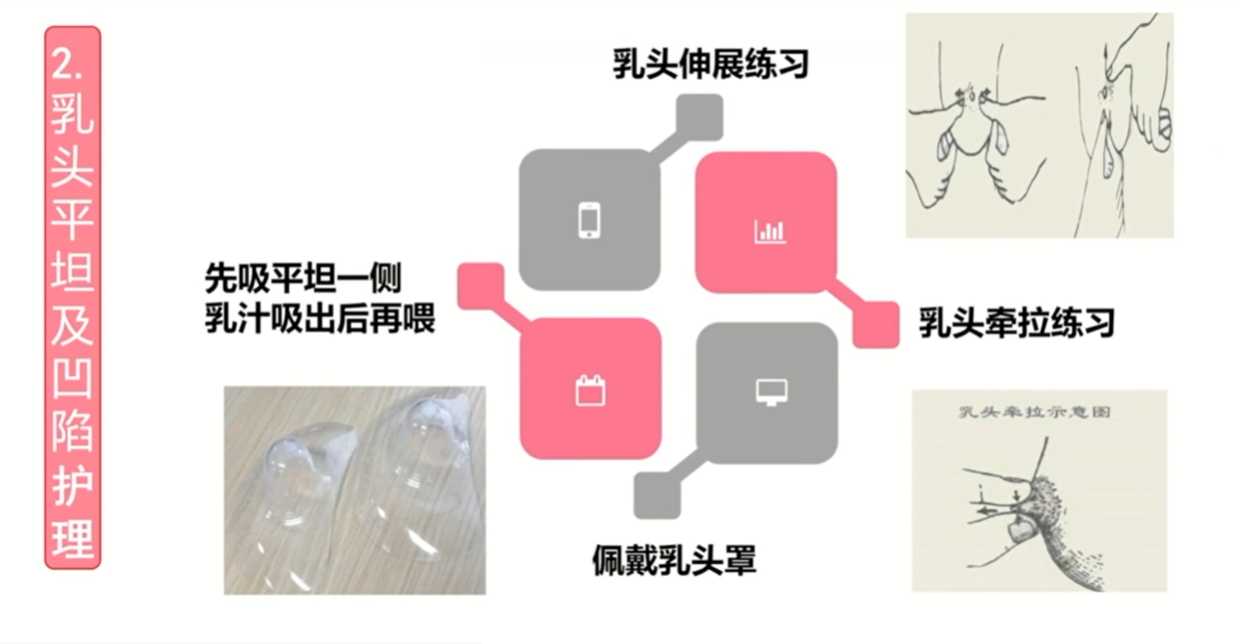 2.乳头平坦及凹陷护理
乳头伸展练习
先吸平坦一侧
乳汁吸出后再喂
乳头牵拉练习
乳头牵拉示意图
佩戴乳头罩